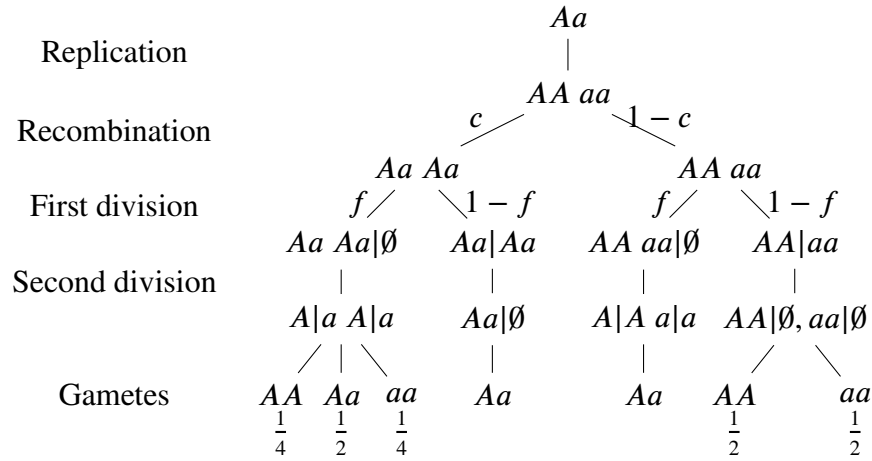 Aa
Replication
AA aa
c 1 − c
Recombination
Aa Aa AA aa
First division f 1 − f f 1 − f
Aa Aa|∅ Aa|Aa AA aa|∅ AA|aa
Second division
A|a A|a Aa|∅ A|A a|a AA|∅, aa|∅
Gametes AA Aa aa Aa Aa AA aa
1/4 1/2 1/4 1/2 1/2